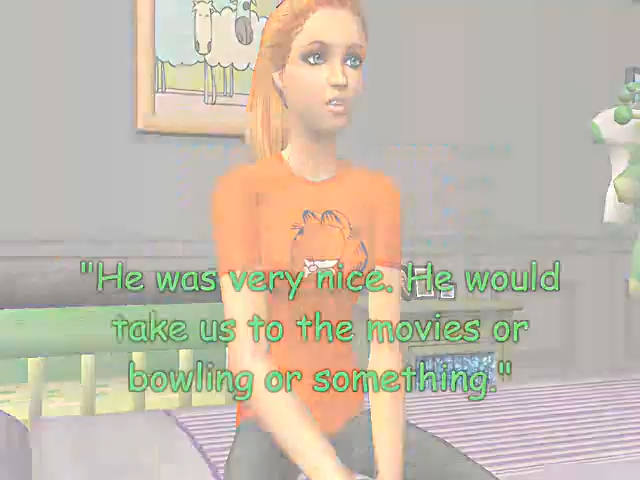 "He was very nice. He would
take us to the movies or
bowling or something."